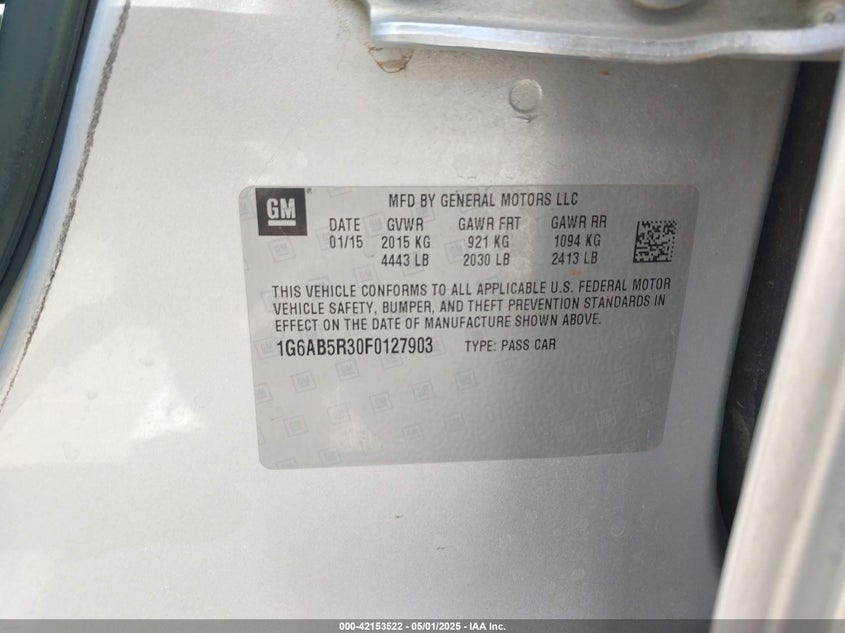 GM
MFD BY GENERAL MOTORS LLC
DATE GVWR GAWR FRT GAWR RR
01/15 2015 KG 921 KG 1094 KG
4443 LB 2030 LB 2413 LB
THIS VEHICLE CONFORMS TO ALL APPLICABLE U.S. FEDERAL MOTOR
VEHICLE SAFETY, BUMPER, AND THEFT PREVENTION STANDARDS IN
EFFECT ON THE DATE OF MANUFACTURE SHOWN ABOVE.
1G6AB5R30F0127903 TYPE: PASS CAR
000-42153522 - 05/01/2025 - IAA Inc.